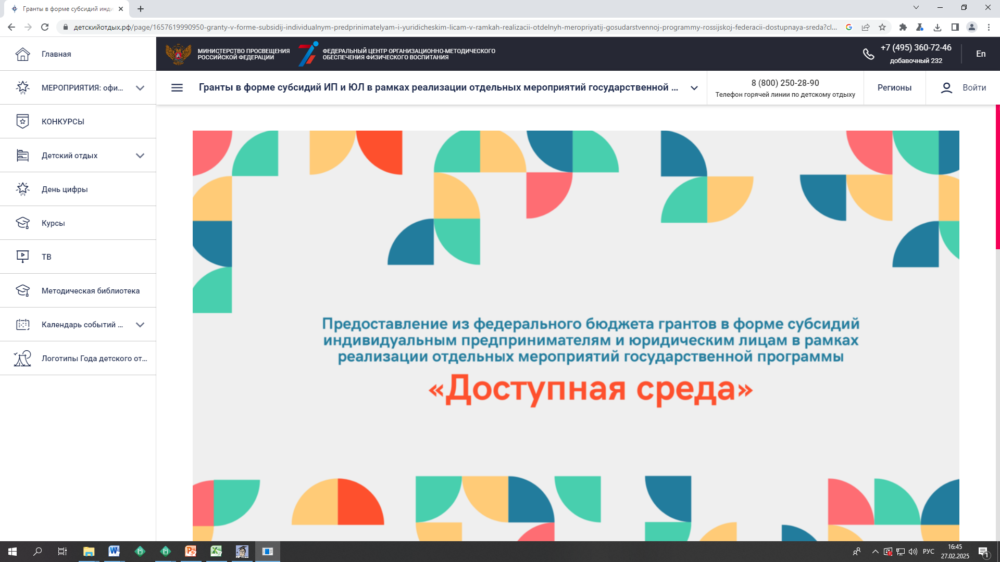 Гранты в форме субсидий инди
детскийотдых.рф/page/1657619990950-granty-v-forme-subsidij-individualnym-predprinimatelyam-i-yuridicheskim-licam-v-ramkah-realizacii-otdelnyh-meropriyatij-gosudarstvennoj-programmy-rossijskoj-federacii-dostupnaya-sreda?cl...
МИНИСТЕРСТВО ПРОСВЕЩЕНИЯ
РОССИЙСКОЙ ФЕДЕРАЦИИ
ФЕДЕРАЛЬНЫЙ ЦЕНТР ОРГАНИЗАЦИОННО-МЕТОДИЧЕСКОГО
ОБЕСПЕЧЕНИЯ ФИЗИЧЕСКОГО ВОСПИТАНИЯ
+7 (495) 360-72-46
добавочный 232
En
Гранты в форме субсидий ИП и ЮЛ в рамках реализации отдельных мероприятий государственной ...
8 (800) 250-28-90
Телефон горячей линии по детскому отдыху
Регионы
Войти
Главная
МЕРОПРИЯТИЯ: офи...
КОНКУРСЫ
Детский отдых
День цифры
Курсы
ТВ
Методическая библиотека
Календарь событий ...
Логотипы Года детского от...
Предоставление из федерального бюджета грантов в форме субсидий
индивидуальным предпринимателям и юридическим лицам в рамках
реализации отдельных мероприятий государственной программы
«Доступная среда»
РУС
16:45
27.02.2025
1